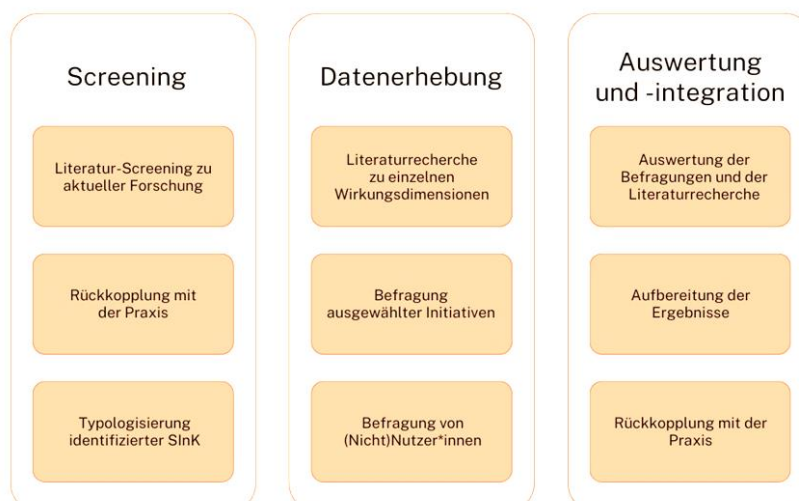 Screening
Literatur-Screening zu
aktueller Forschung
Rückkopplung mit
der Praxis
Typologisierung
identifizierter SInK
Datenerhebung
Literaturrecherche
zu einzelnen
Wirkungsdimensionen
Befragung
ausgewählter Initiativen
Befragung von
(Nicht)Nutzer*innen
Auswertung
und -integration
Auswertung der
Befragungen und der
Literaturrecherche
Aufbereitung der
Ergebnisse
Rückkopplung mit der
Praxis